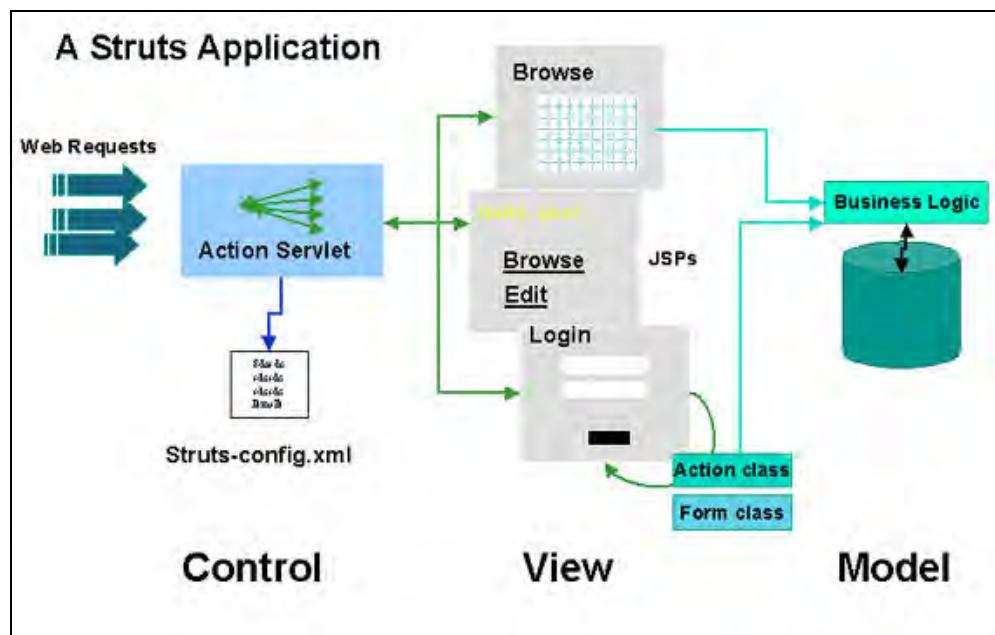 A Struts Application
Web Requests
Action Servlet
Struts-config.xml
Browse
Hello, user
Browse
Edit
JSPs
Login
Action class
Form class
Business Logic
Control
View
Model